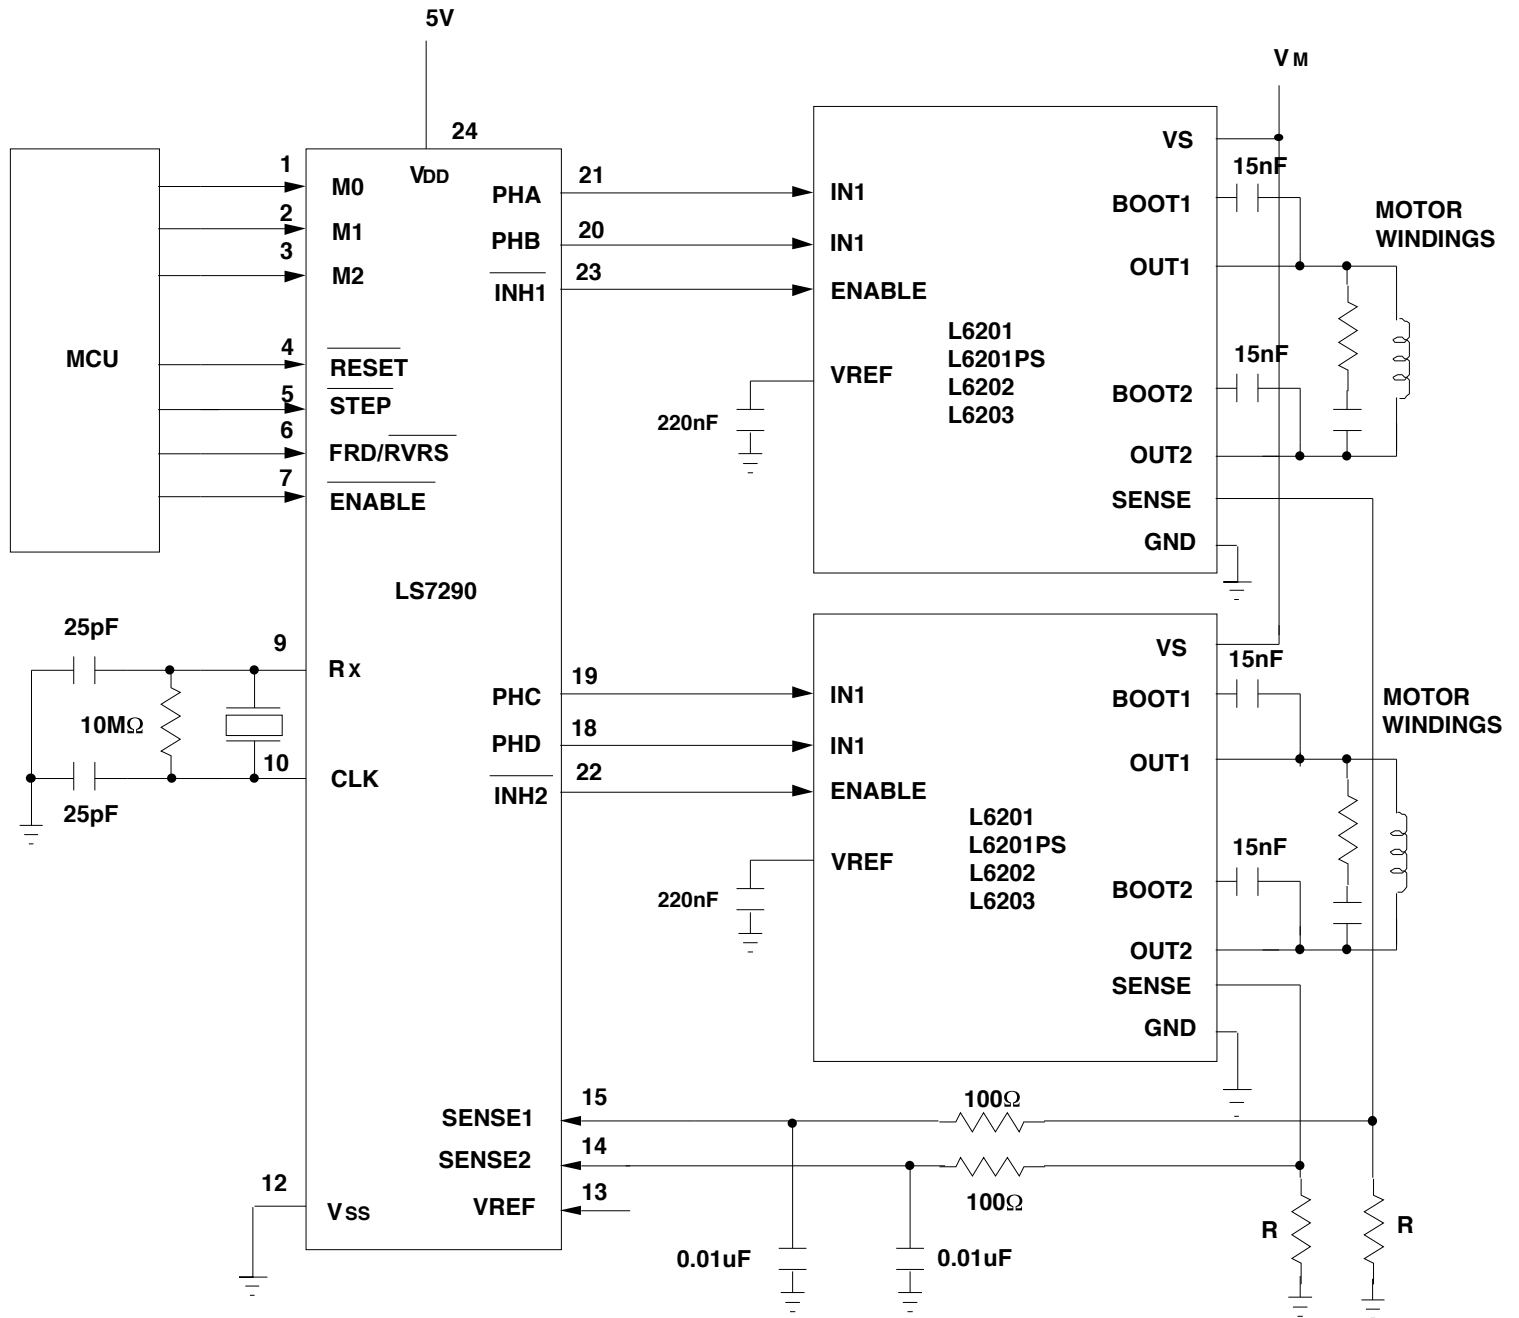 5V
VM
24
MCU
1
2
3
4
5
6
7
M0
M1
M2
RESET
STEP
FRD/RVRS
ENABLE
VDD
PHA
PHB
INH1
21
20
23
LS7290
IN1
IN1
ENABLE
VREF
220nF
L6201
L6201PS
L6202
L6203
VS
BOOT1
OUT1
BOOT2
OUT2
SENSE
GND
15nF
15nF
MOTOR
WINDINGS
25pF
9
RX
10MΩ
10
CLK
25pF
PHC
PHD
INH2
19
18
22
IN1
IN1
ENABLE
VREF
220nF
L6201
L6201PS
L6202
L6203
VS
BOOT1
OUT1
BOOT2
OUT2
SENSE
GND
15nF
15nF
MOTOR
WINDINGS
SENSE1
15
100Ω
SENSE2
14
100Ω
VREF
13
12
VSS
0.01uF
0.01uF
R
R